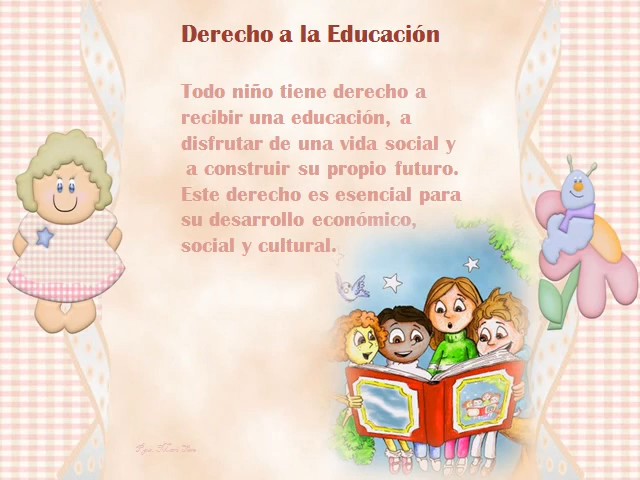 Derecho a la Educación
Todo niño tiene derecho a
recibir una educación, a
disfrutar de una vida social y
a construir su propio futuro.
Este derecho es esencial para
su desarrollo económico,
social y cultural.